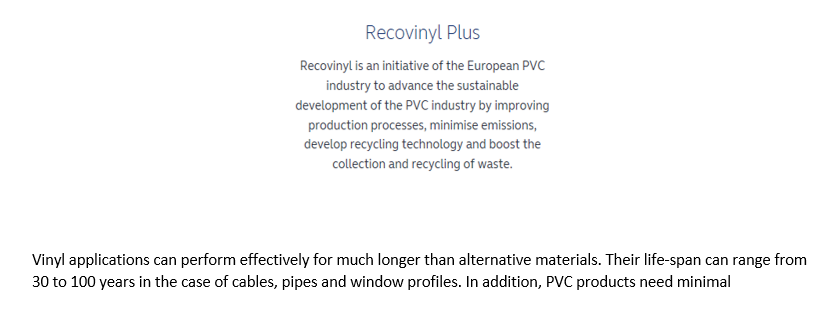 Recovinyl Plus
Recovinyl is an initiative of the European PVC
industry to advance the sustainable
development of the PVC industry by improving
production processes, minimise emissions,
develop recycling technology and boost the
collection and recycling of waste.
Vinyl applications can perform effectively for much longer than alternative materials. Their life-span can range from
30 to 100 years in the case of cables, pipes and window profiles. In addition, PVC products need minimal